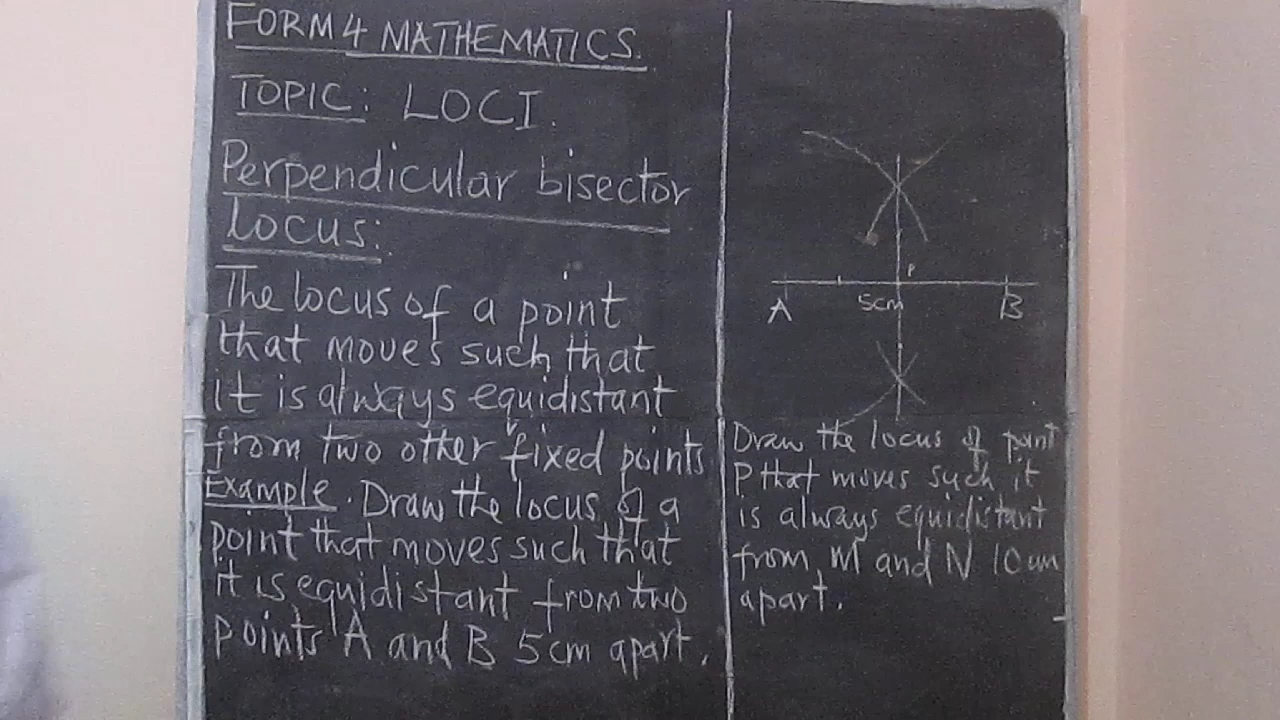 FORM 4 MATHEMATICS.
TOPIC: LOCI.
Perpendicular bisector
Locus:
The locus of a point
that moves such that
it is always equidistant
from two other fixed points
Example. Draw the locus of a
point that moves such that
it is equidistant from two
points A and B 5cm apart.
P
A 5cm B
Draw the locus of point
P that moves such it
is always equidistant
from M and N 10cm
apart.